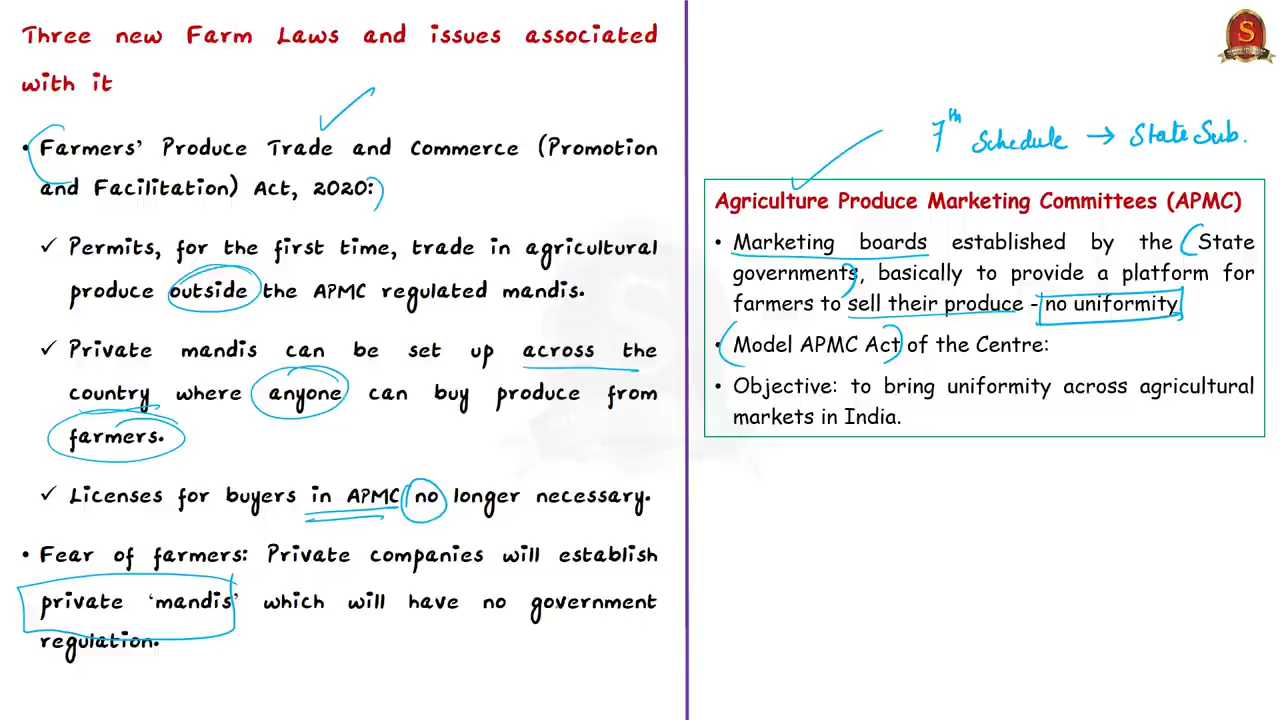 Three new Farm Laws and issues associated
with it
• Farmers' Produce Trade and Commerce (Promotion
and Facilitation) Act, 2020:
✓ Permits, for the first time, trade in agricultural
produce outside the APMC regulated mandis.
✓ Private mandis can be set up across the
country where anyone can buy produce from
farmers.
✓ Licenses for buyers in APMC no longer necessary.
• Fear of farmers: Private companies will establish
private 'mandis' which will have no government
regulation.
S
7th Schedule → State Sub.
Agriculture Produce Marketing Committees (APMC)
• Marketing boards established by the State
governments, basically to provide a platform for
farmers to sell their produce - no uniformity
• Model APMC Act of the Centre:
• Objective: to bring uniformity across agricultural
markets in India.